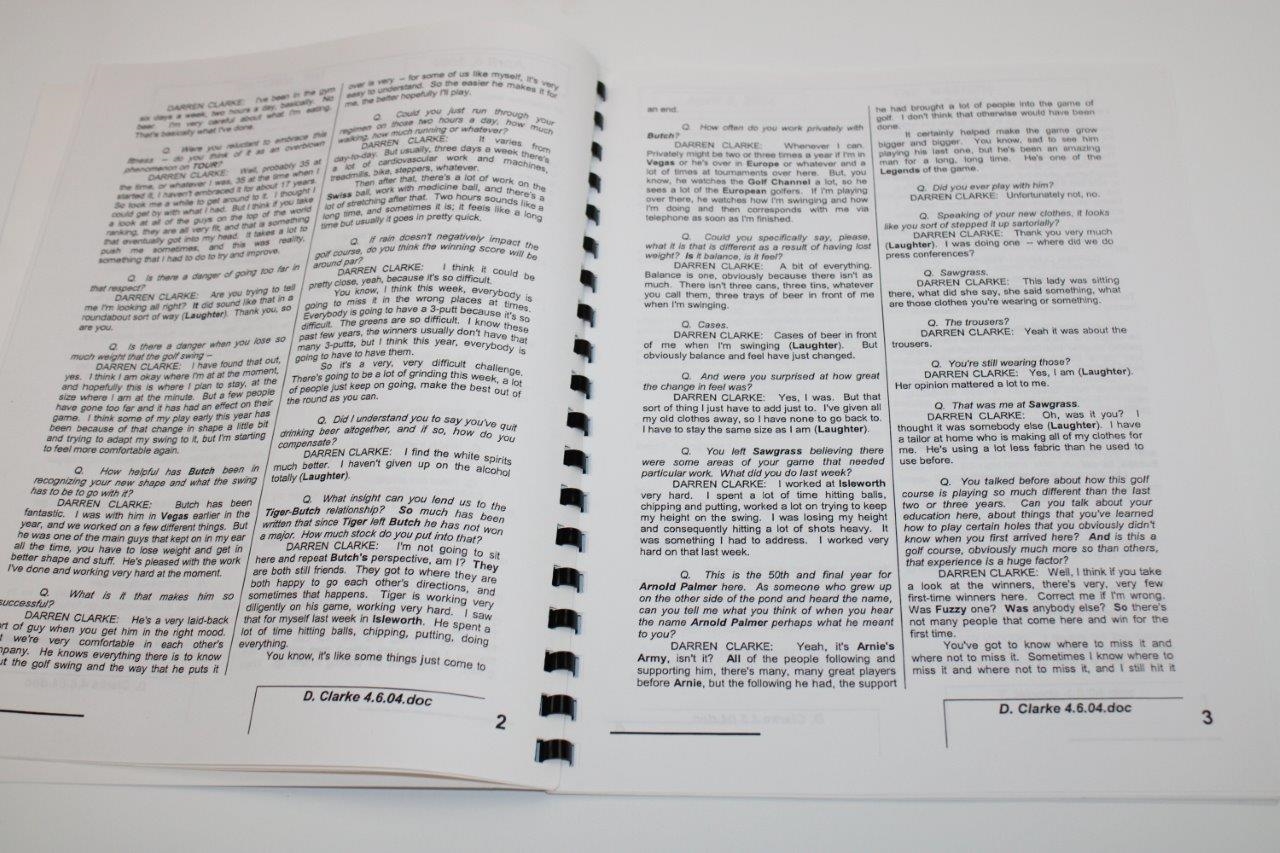 DARREN CLARKE: I've been in the gym
six days a week, two hours a day, basically. No
beer. I'm very careful about what I'm eating.
That's basically what I've done.
Q. Were you reluctant to embrace this
fitness – do you think of it as an overblown
phenomenon on TOUR?
DARREN CLARKE: Well, probably 35 at
the time, or whatever I was, 35 at the time when I
started it, I haven't embraced it for about 17 years.
So took me a while to get around to it. I thought I
could get by with what I had. But I think if you take
a look at all of the guys on the top of the world
ranking, they are all very fit, and that is something
that eventually got into my head. It takes a lot to
push me sometimes, and this was reality,
something that I had to do to try and improve.
Q. Is there a danger of going too far in
that respect?
DARREN CLARKE: Are you trying to tell
me I'm looking all right? It did sound like that in a
roundabout sort of way (Laughter). Thank you, so
are you.
Q. Is there a danger when you lose so
much weight that the golf swing –
DARREN CLARKE: I have found that out,
yes. I think I am okay where I'm at at the moment,
and hopefully this is where I plan to stay, at the
size where I am at the minute. But a few people
have gone too far and it has had an effect on their
game. I think some of my play early this year has
been because of that change in shape a little bit
and trying to adapt my swing to it, but I'm starting
to feel more comfortable again.
Q. How helpful has Butch been in
recognizing your new shape and what the swing
has to be to go with it?
DARREN CLARKE: Butch has been
fantastic. I was with him in Vegas earlier in the
year, and we worked on a few different things. But
he was one of the main guys that kept on in my ear
all the time, you have to lose weight and get in
better shape and stuff. He's pleased with the work
I've done and working very hard at the moment.
Q. What is it that makes him so
successful?
DARREN CLARKE: He's a very laid-back
of guy when you get him in the right mood.
we're very comfortable in each other's
He knows everything there is to know
the golf swing and the way that he puts it
over is very – for some of us like myself, it's very
easy to understand. So the easier he makes it for
me, the better hopefully I'll play.
Q. Could you just run through your
regimen on those two hours a day, how much
walking, how much running or whatever?
DARREN CLARKE: It varies from
day-to-day. But usually, three days a week there's
a lot of cardiovascular work and machines,
treadmills, bike, steppers, whatever.
Then after that, there's a lot of work on the
Swiss ball, work with medicine ball, and there's a
lot of stretching after that. Two hours sounds like a
long time, and sometimes it is; it feels like a long
time but usually it goes in pretty quick.
Q. If rain doesn't negatively impact the
golf course, do you think the winning score will be
around par?
DARREN CLARKE: I think it could be
pretty close, yeah, because it's so difficult.
You know, I think this week, everybody is
going to miss it in the wrong places at times.
Everybody is going to have a 3-putt because it's so
difficult. The greens are so difficult. I know these
past few years, the winners usually don't have that
many 3-putts, but I think this year, everybody is
going to have to have them.
So it's a very, very difficult challenge.
There's going to be a lot of grinding this week, a lot
of people just keep on going, make the best out of
the round as you can.
Q. Did I understand you to say you've quit
drinking beer altogether, and if so, how do you
compensate?
DARREN CLARKE: I find the white spirits
much better. I haven't given up on the alcohol
totally (Laughter).
Q. What insight can you lend us to the
Tiger-Butch relationship? So much has been
written that since Tiger left Butch he has not won
a major. How much stock do you put into that?
DARREN CLARKE: I'm not going to sit
here and repeat Butch's perspective, am I? They
are both still friends. They got to where they are
both happy to go each other's directions, and
sometimes that happens. Tiger is working very
diligently on his game, working very hard. I saw
that for myself last week in Isleworth. He spent a
lot of time hitting balls, chipping, putting, doing
everything.
You know, it's like some things just come to
D. Clarke 4.6.04.doc
2
an end.
Q. How often do you work privately with
Butch?
DARREN CLARKE: Whenever I can.
Privately might be two or three times a year if I'm in
Vegas or he's over in Europe or whatever and a
lot of times at tournaments over here. But, you
know, he watches the Golf Channel a lot, so he
sees a lot of the European golfers. If I'm playing
over there, he watches how I'm swinging and how
I'm doing and then corresponds with me via
telephone as soon as I'm finished.
Q. Could you specifically say, please,
what it is that is different as a result of having lost
weight? Is it balance, is it feel?
DARREN CLARKE: A bit of everything.
Balance is one, obviously because there isn't as
much. There isn't three cans, three tins, whatever
you call them, three trays of beer in front of me
when I'm swinging.
Q. Cases.
DARREN CLARKE: Cases of beer in front
of me when I'm swinging (Laughter). But
obviously balance and feel have just changed.
Q. And were you surprised at how great
the change in feel was?
DARREN CLARKE: Yes, I was. But that
sort of thing I just have to add just to. I've given all
my old clothes away, so I have none to go back to.
I have to stay the same size as I am (Laughter).
Q. You left Sawgrass believing there
were some areas of your game that needed
particular work. What did you do last week?
DARREN CLARKE: I worked at Isleworth
very hard. I spent a lot of time hitting balls,
chipping and putting, worked a lot on trying to keep
my height on the swing. I was losing my height
and consequently hitting a lot of shots heavy. It
was something I had to address. I worked very
hard on that last week.
Q. This is the 50th and final year for
Arnold Palmer here. As someone who grew up
on the other side of the pond and heard the name,
can you tell me what you think of when you hear
the name Arnold Palmer perhaps what he meant
to you?
DARREN CLARKE: Yeah, it's Arnie's
Army, isn't it? All of the people following and
supporting him, there's many, many great players
before Arnie, but the following he had, the support
he had brought a lot of people into the game of
golf. I don't think that otherwise would have been
done.
It certainly helped make the game grow
bigger and bigger. You know, sad to see him
playing his last one, but he's been an amazing
man for a long, long time. He's one of the
Legends of the game.
Q. Did you ever play with him?
DARREN CLARKE: Unfortunately not, no.
Q. Speaking of your new clothes, it looks
like you sort of stepped it up sartorially?
DARREN CLARKE: Thank you very much
(Laughter). I was doing one – where did we do
press conferences?
Q. Sawgrass.
DARREN CLARKE: This lady was sitting
there, what did she say, she said something, what
are those clothes you're wearing or something.
Q. The trousers?
DARREN CLARKE: Yeah it was about the
trousers.
Q. You're still wearing those?
DARREN CLARKE: Yes, I am (Laughter).
Her opinion mattered a lot to me.
Q. That was me at Sawgrass.
DARREN CLARKE: Oh, was it you? I
thought it was somebody else (Laughter). I have
a tailor at home who is making all of my clothes for
me. He's using a lot less fabric than he used to
use before.
Q. You talked before about how this golf
course is playing so much different than the last
two or three years. Can you talk about your
education here, about things that you've learned
how to play certain holes that you obviously didn't
know when you first arrived here? And is this a
golf course, obviously much more so than others,
that experience Is a huge factor?
DARREN CLARKE: Well, I think if you take
a look at the winners, there's very, very few
first-time winners here. Correct me if I'm wrong.
Was Fuzzy one? Was anybody else? So there's
not many people that come here and win for the
first time.
You've got to know where to miss it and
where not to miss it. Sometimes I know where to
miss it and where not to miss it, and I still hit it
D. Clarke 4.6.04.doc
3